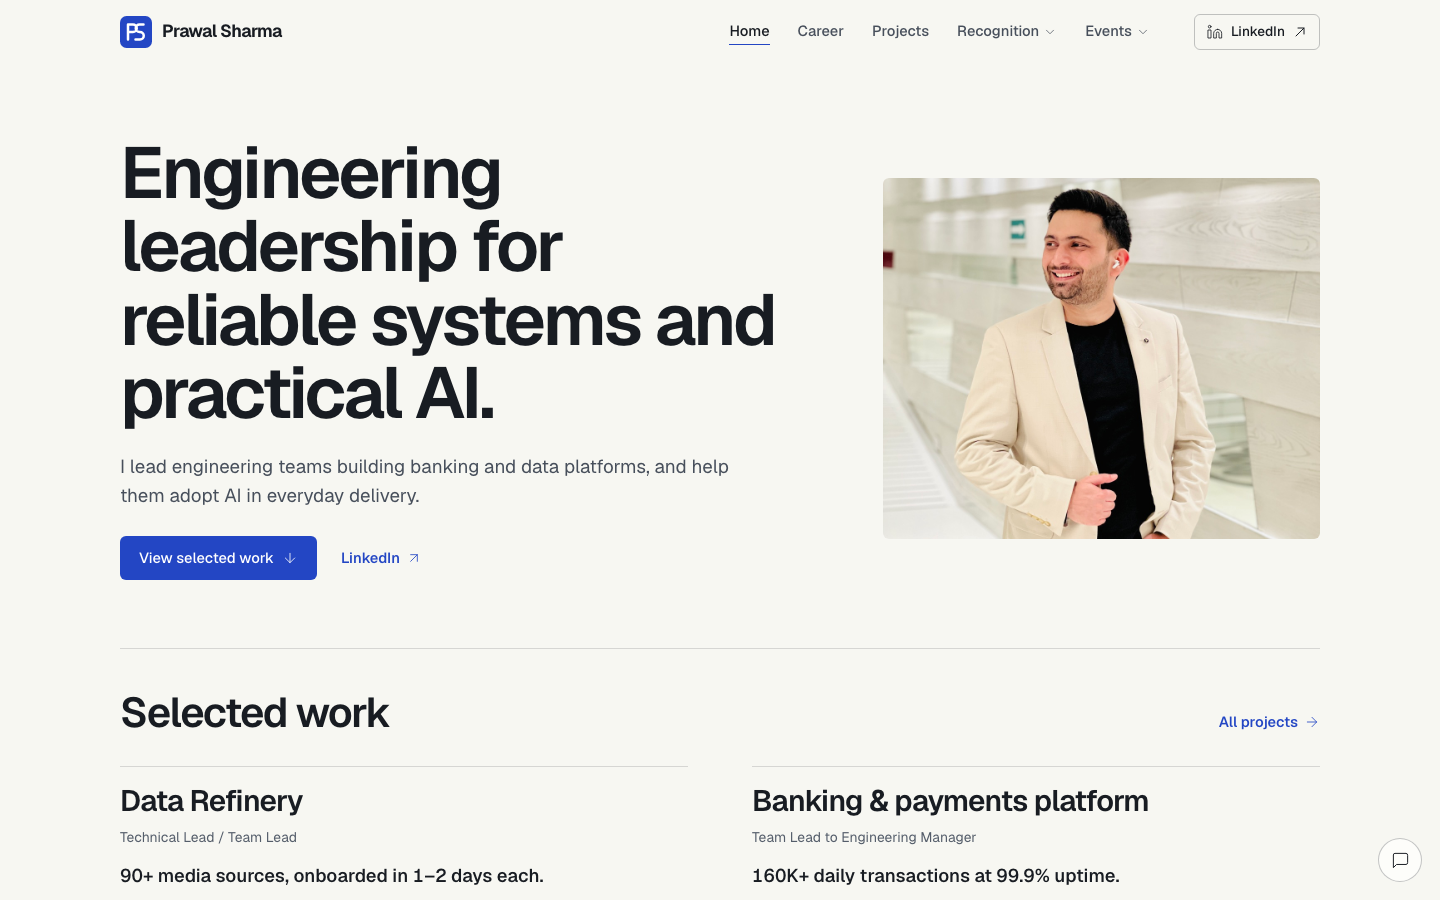 PS Prawal Sharma
Home Career Projects Recognition Events LinkedIn
Engineering
leadership for
reliable systems and
practical AI.
I lead engineering teams building banking and data platforms, and help
them adopt AI in everyday delivery.
View selected work LinkedIn
Selected work
All projects
Data Refinery
Technical Lead / Team Lead
90+ media sources, onboarded in 1–2 days each.
Banking & payments platform
Team Lead to Engineering Manager
160K+ daily transactions at 99.9% uptime.